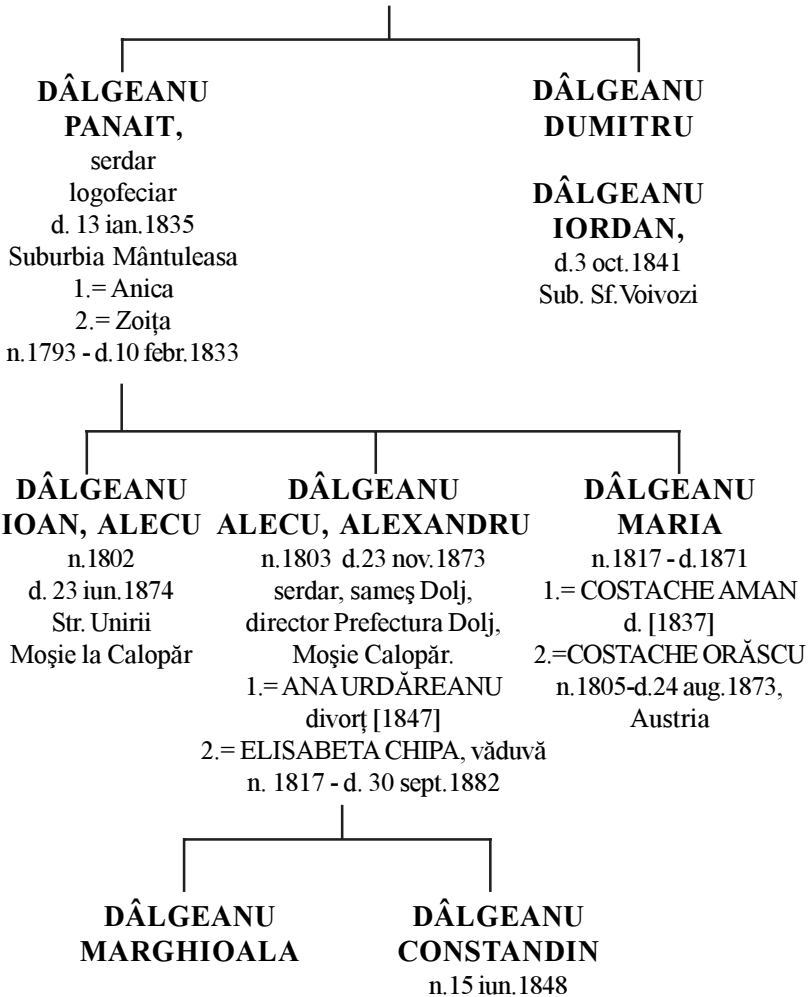 DÂLGEANU
PANAIT,
serdar
logofeciar
d. 13 ian.1835
Suburbia Mântuleasa
1.= Anica
2.= Zoiţa
n.1793 - d.10 febr.1833
DÂLGEANU
DUMITRU
DÂLGEANU
IORDAN,
d.3 oct.1841
Sub. Sf.Voivozi
DÂLGEANU
IOAN, ALECU
n.1802
d. 23 iun.1874
Str. Unirii
Moşie la Calopăr
DÂLGEANU
ALECU, ALEXANDRU
n.1803 d.23 nov.1873
serdar, sameş Dolj,
director Prefectura Dolj,
Moşie Calopăr.
1.= ANA URDĂREANU
divorţ [1847]
2.= ELISABETA CHIPA, văduvă
n. 1817 - d. 30 sept.1882
DÂLGEANU
MARIA
n.1817 - d.1871
1.= COSTACHE AMAN
d. [1837]
2.=COSTACHE ORĂSCU
n.1805-d.24 aug.1873,
Austria
DÂLGEANU
MARGHIOALA
DÂLGEANU
CONSTANDIN
n.15 iun.1848